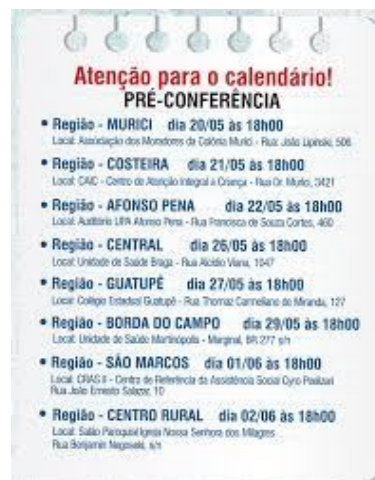 Atenção para o calendário!
PRÉ-CONFERÊNCIA
• Região - MURICI dia 20/05 às 18h00
Local: Associação dos Moradores da Colônia Murici - Rua: João Lipinski, 506
• Região - COSTEIRA dia 21/05 às 18h00
Local: CAIC - Centro de Atenção Integral à Criança - Rua Dr. Murici, 3421
• Região - AFONSO PENA dia 22/05 às 18h00
Local: Auditório UPA Afonso Pena - Rua Francisca de Souza Cortes, 460
• Região - CENTRAL dia 26/05 às 18h00
Local: Unidade de Saúde Braga - Rua Alcídio Viana, 1047
• Região - GUATUPÊ dia 27/05 às 18h00
Local: Colégio Estadual Guatupê - Rua Thomaz Carmeliano de Miranda, 127
• Região - BORDA DO CAMPO dia 29/05 às 18h00
Local: Unidade de Saúde Martinópolis - Marginal, BR 277 s/n
• Região - SÃO MARCOS dia 01/06 às 18h00
Local: CRAS II - Centro de Referência da Assistência Social Cyro
Rua João Ernesto Salazar, 10
• Região - CENTRO RURAL dia 02/06 às 18h00
Local: Salão Paroquial Igreja Nossa Senhora dos Milagres
Rua Benjamin s/n